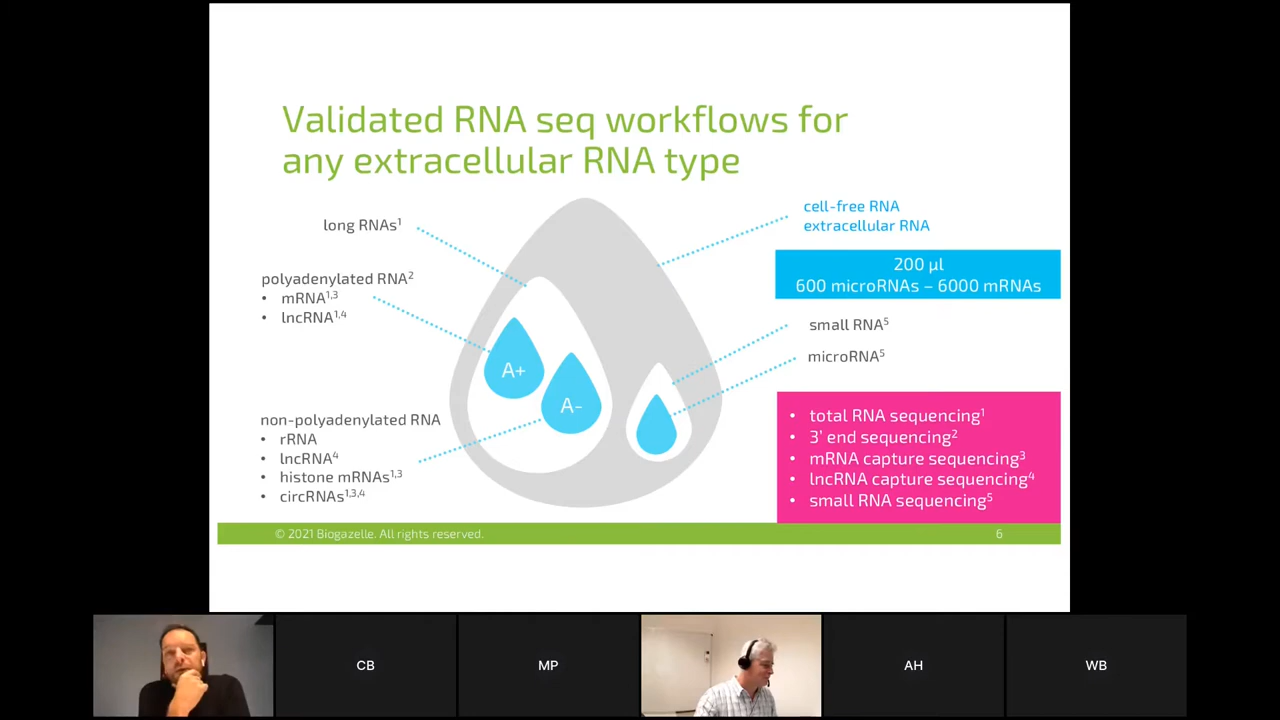 Validated RNA seq workflows for
any extracellular RNA type
long RNAs¹
polyadenylated RNA²
• mRNA¹,³
• lncRNA¹,⁴
non-polyadenylated RNA
• rRNA
• lncRNA⁴
• histone mRNAs¹,³
• circRNAs¹,³,⁴
A+
A-
cell-free RNA
extracellular RNA
200 µl
600 microRNAs – 6000 mRNAs
small RNA⁵
microRNA⁵
• total RNA sequencing¹
• 3' end sequencing²
• mRNA capture sequencing³
• lncRNA capture sequencing⁴
• small RNA sequencing⁵
© 2021 Biogazelle. All rights reserved.
6
CB
MP
AH
WB